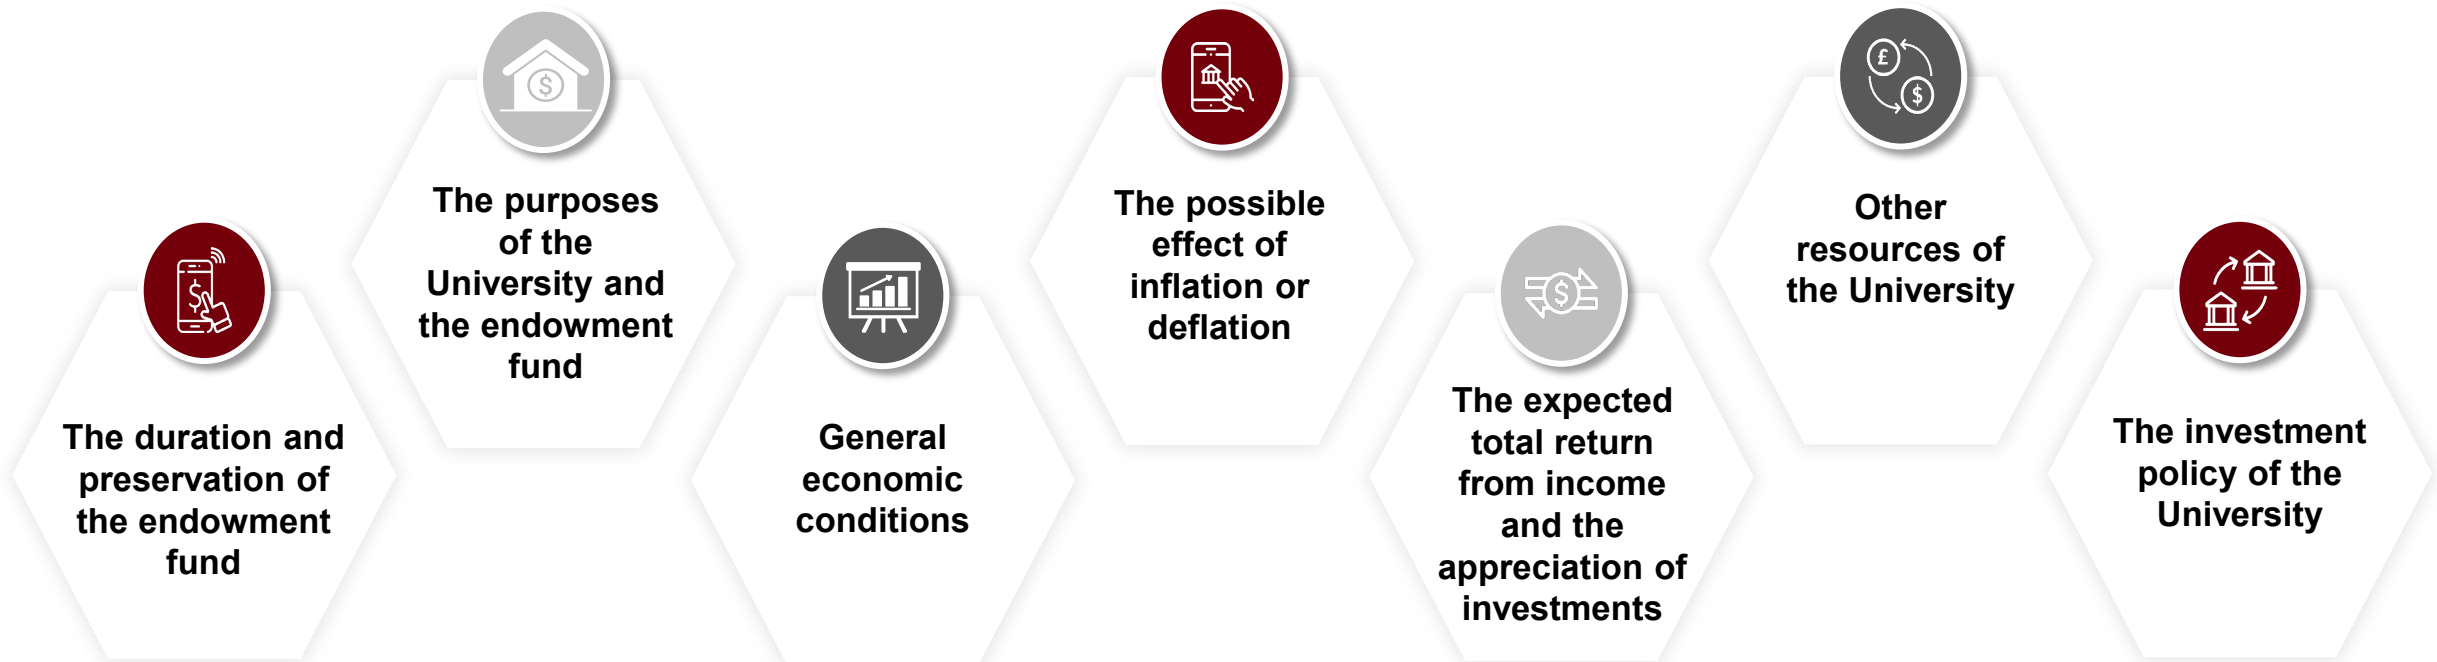 The duration and
preservation of
the endowment
fund
The purposes
of the
University and
the endowment
fund
General
economic
conditions
The possible
effect of
inflation or
deflation
The expected
total return
from income
and the
appreciation of
investments
Other
resources of
the University
The investment
policy of the
University